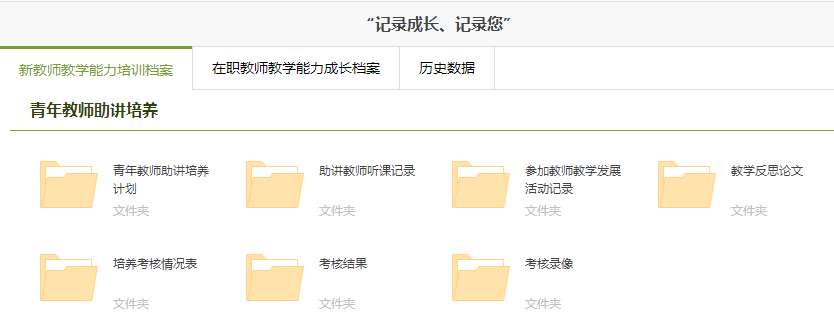 “记录成长、记录您”
新教师教学能力培训档案 在职教师教学能力成长档案 历史数据
青年教师助讲培养
青年教师助讲培养
计划
文件夹
助讲教师听课记录
文件夹
参加教师教学发展
活动记录
文件夹
教学反思论文
文件夹
培养考核情况表
文件夹
考核结果
文件夹
考核录像
文件夹